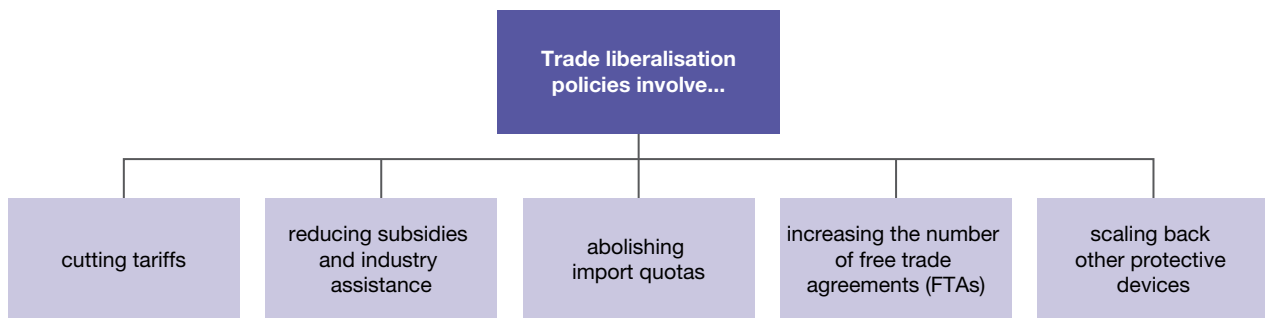 Trade liberalisation
policies involve...
cutting tariffs
reducing subsidies
and industry
assistance
abolishing
import quotas
increasing the number
of free trade
agreements (FTAs)
scaling back
other protective
devices